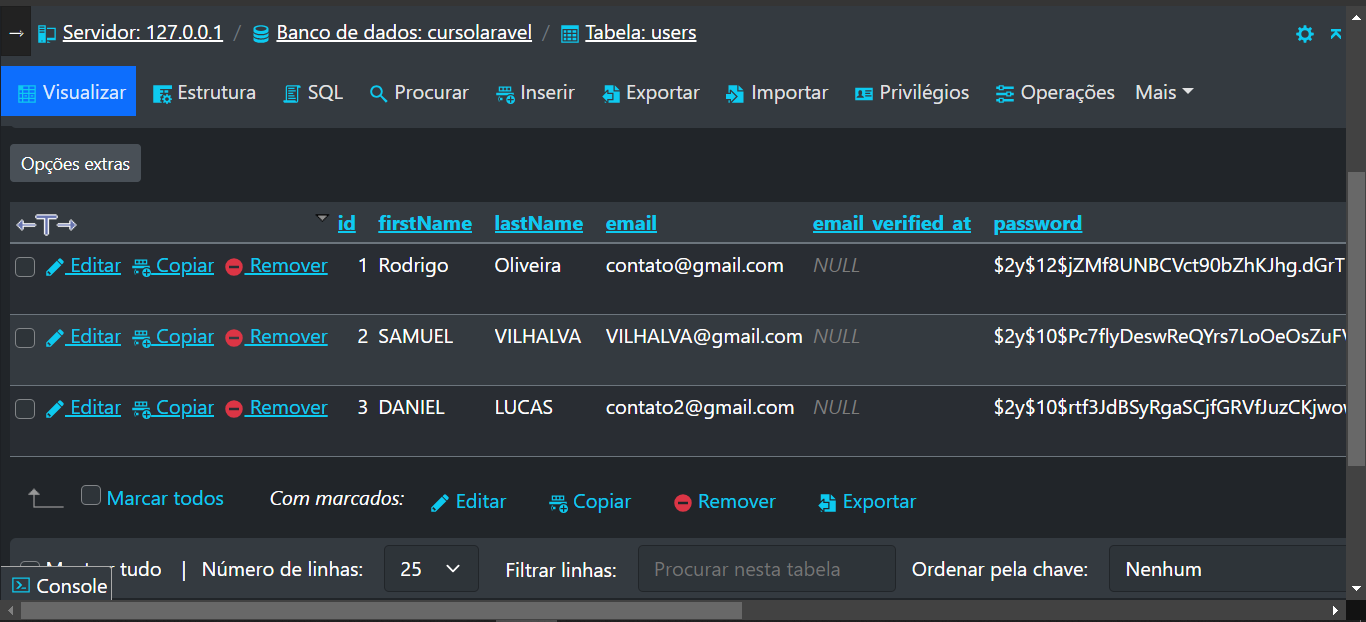 Servidor: 127.0.0.1 / Banco de dados: cursolaravel / Tabela: users
Visualizar Estrutura SQL Procurar Inserir Exportar Importar Privilégios Operações Mais
Opções extras
←T→ id firstName lastName email email_verified_at password
Editar Copiar Remover 1 Rodrigo Oliveira contato@gmail.com NULL $2y$12$jZMf8UNBCVct90bZhKJhg.dGrT
Editar Copiar Remover 2 SAMUEL VILHALVA VILHALVA@gmail.com NULL $2y$10$Pc7flyDeswReQYrs7LoOeOsZuFV
Editar Copiar Remover 3 DANIEL LUCAS contato2@gmail.com NULL $2y$10$rtf3JdBSyRgaSCjfGRVfJuzCKjwov
Marcar todos Com marcados: Editar Copiar Remover Exportar
tudo | Número de linhas: 25 Filtrar linhas: Procurar nesta tabela Ordenar pela chave: Nenhum
Console